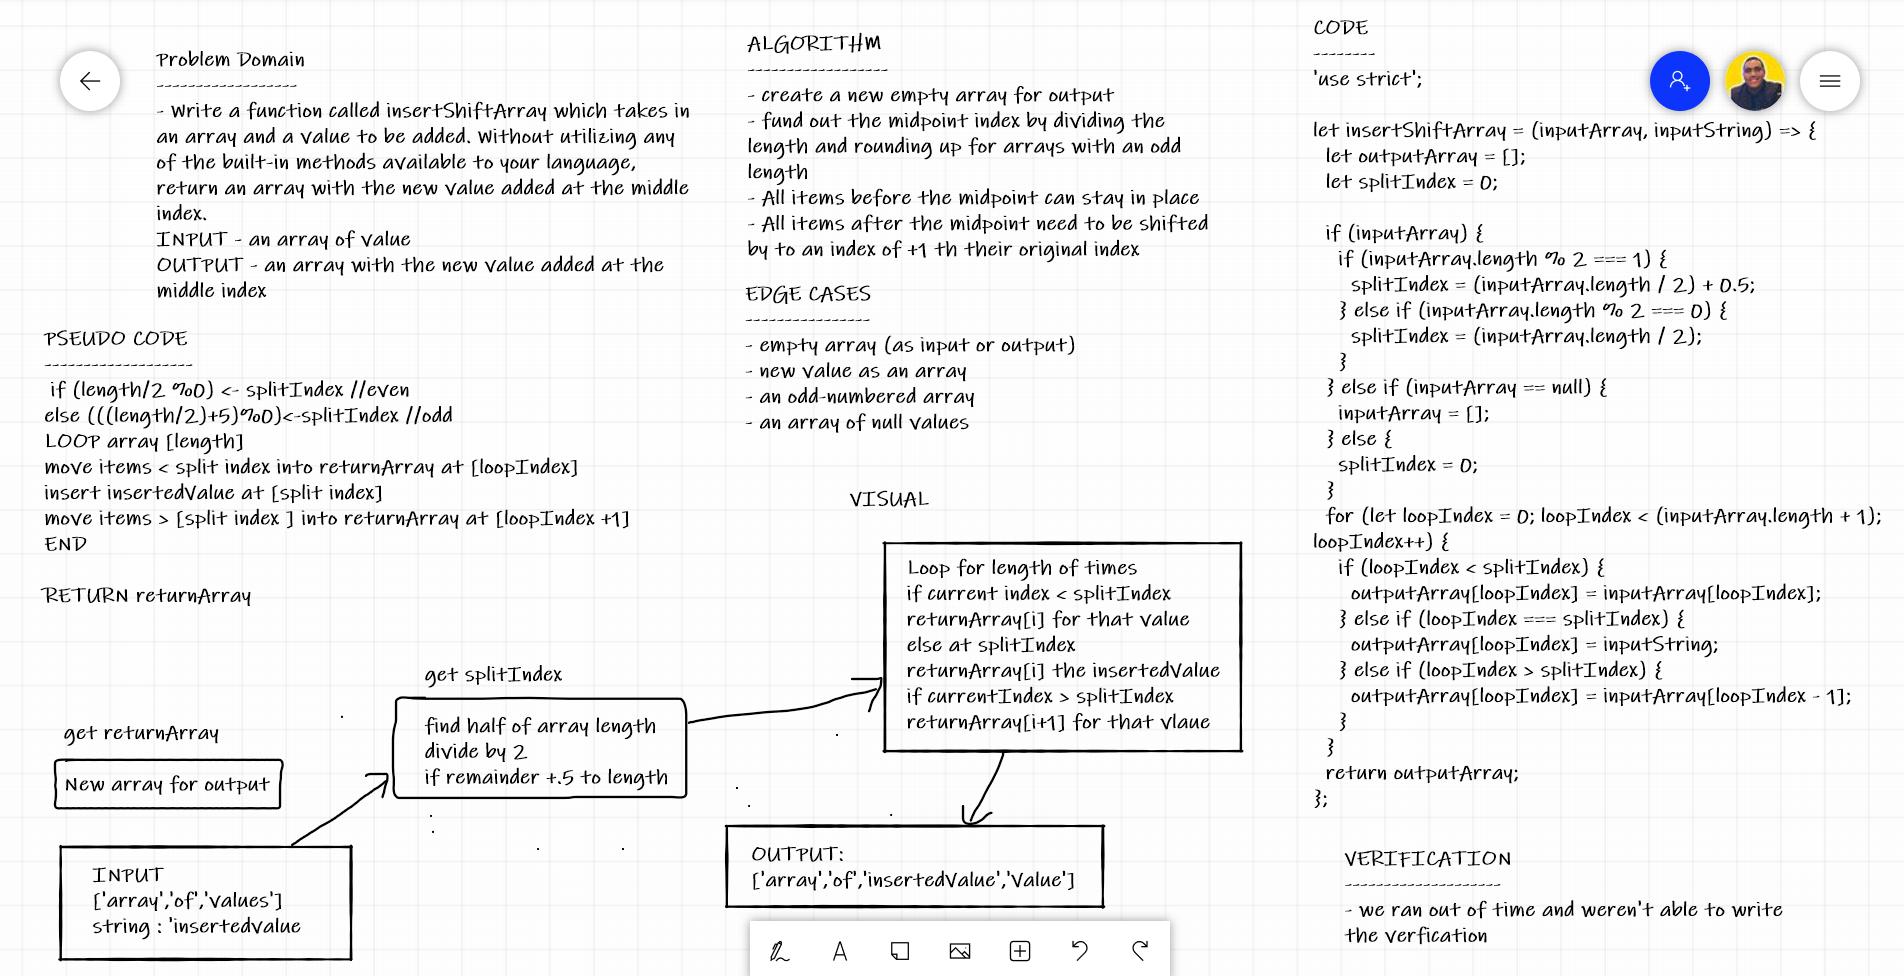 Problem Domain
------------------
- Write a function called insertShiftArray which takes in
an array and a value to be added. Without utilizing any
of the built-in methods available to your language,
return an array with the new value added at the middle
index.
INPUT - an array of value
OUTPUT - an array with the new value added at the
middle index
PSEUDO CODE
-------------------
if (length/2 %0) <- splitIndex //even
else (((length/2)+5)%0)<-splitIndex //odd
LOOP array [length]
move items < split index into returnArray at [loopIndex]
insert insertedValue at [split index]
move items > [split index ] into returnArray at [loopIndex +1]
END
RETURN returnArray
ALGORITHM
------------------
- create a new empty array for output
- fund out the midpoint index by dividing the
length and rounding up for arrays with an odd
length
- All items before the midpoint can stay in place
- All items after the midpoint need to be shifted
by to an index of +1 th their original index
EDGE CASES
----------------
- empty array (as input or output)
- new value as an array
- an odd-numbered array
- an array of null values
VISUAL
get returnArray
New array for output
INPUT
['array','of','values']
string : 'insertedvalue
get splitIndex
find half of array length
divide by 2
if remainder +.5 to length
Loop for length of times
if current index < splitIndex
returnArray[i] for that value
else at splitIndex
returnArray[i] the insertedValue
if currentIndex > splitIndex
returnArray[i+1] for that vlaue
OUTPUT:
['array','of','insertedValue','Value']
CODE
--------
'use strict';
let insertShiftArray = (inputArray, inputString) => {
let outputArray = [];
let splitIndex = 0;
if (inputArray) {
if (inputArray.length % 2 === 1) {
splitIndex = (inputArray.length / 2) + 0.5;
} else if (inputArray.length % 2 === 0) {
splitIndex = (inputArray.length / 2);
}
} else if (inputArray == null) {
inputArray = [];
} else {
splitIndex = 0;
}
for (let loopIndex = 0; loopIndex < (inputArray.length + 1);
loopIndex++) {
if (loopIndex < splitIndex) {
outputArray[loopIndex] = inputArray[loopIndex];
} else if (loopIndex === splitIndex) {
outputArray[loopIndex] = inputString;
} else if (loopIndex > splitIndex) {
outputArray[loopIndex] = inputArray[loopIndex - 1];
}
}
return outputArray;
};
VERIFICATION
--------------------
- we ran out of time and weren't able to write
the verfication
A